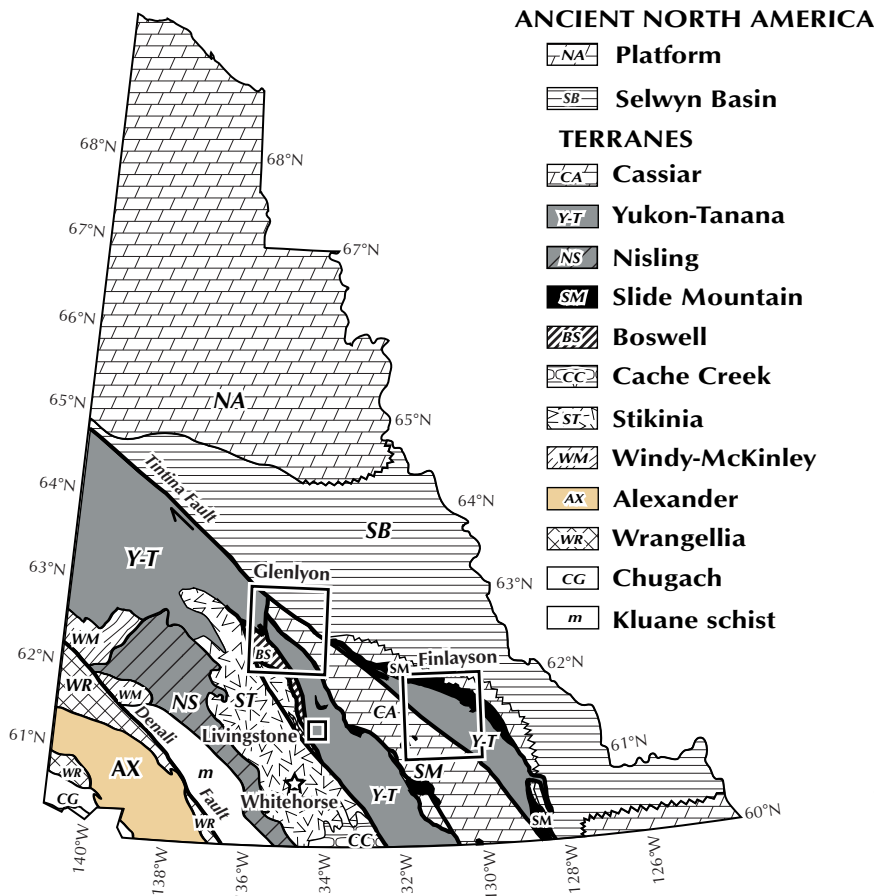 ANCIENT NORTH AMERICA
NA Platform
SB Selwyn Basin
TERRANES
CA Cassiar
Y-T Yukon-Tanana
NS Nisling
SM Slide Mountain
BS Boswell
CC Cache Creek
ST Stikinia
WM Windy-McKinley
AX Alexander
WR Wrangellia
CG Chugach
m Kluane schist
68°N
68°N
67°N
67°N
66°N
65°N
NA
65°N
64°N
Tintina Fault
64°N
SB
63°N
Y-T
Glenlyon
63°N
62°N
WM
BS
SM
Finlayson
62°N
WR
WM
NS
ST
CA
61°N
Denali
Fault
Livingstone
Y-T
61°N
AX
WR
m
SM
CG
Whitehorse
Y-T
60°N
WR
CC
SM
140°W
138°W
136°W
134°W
132°W
130°W
128°W
126°W